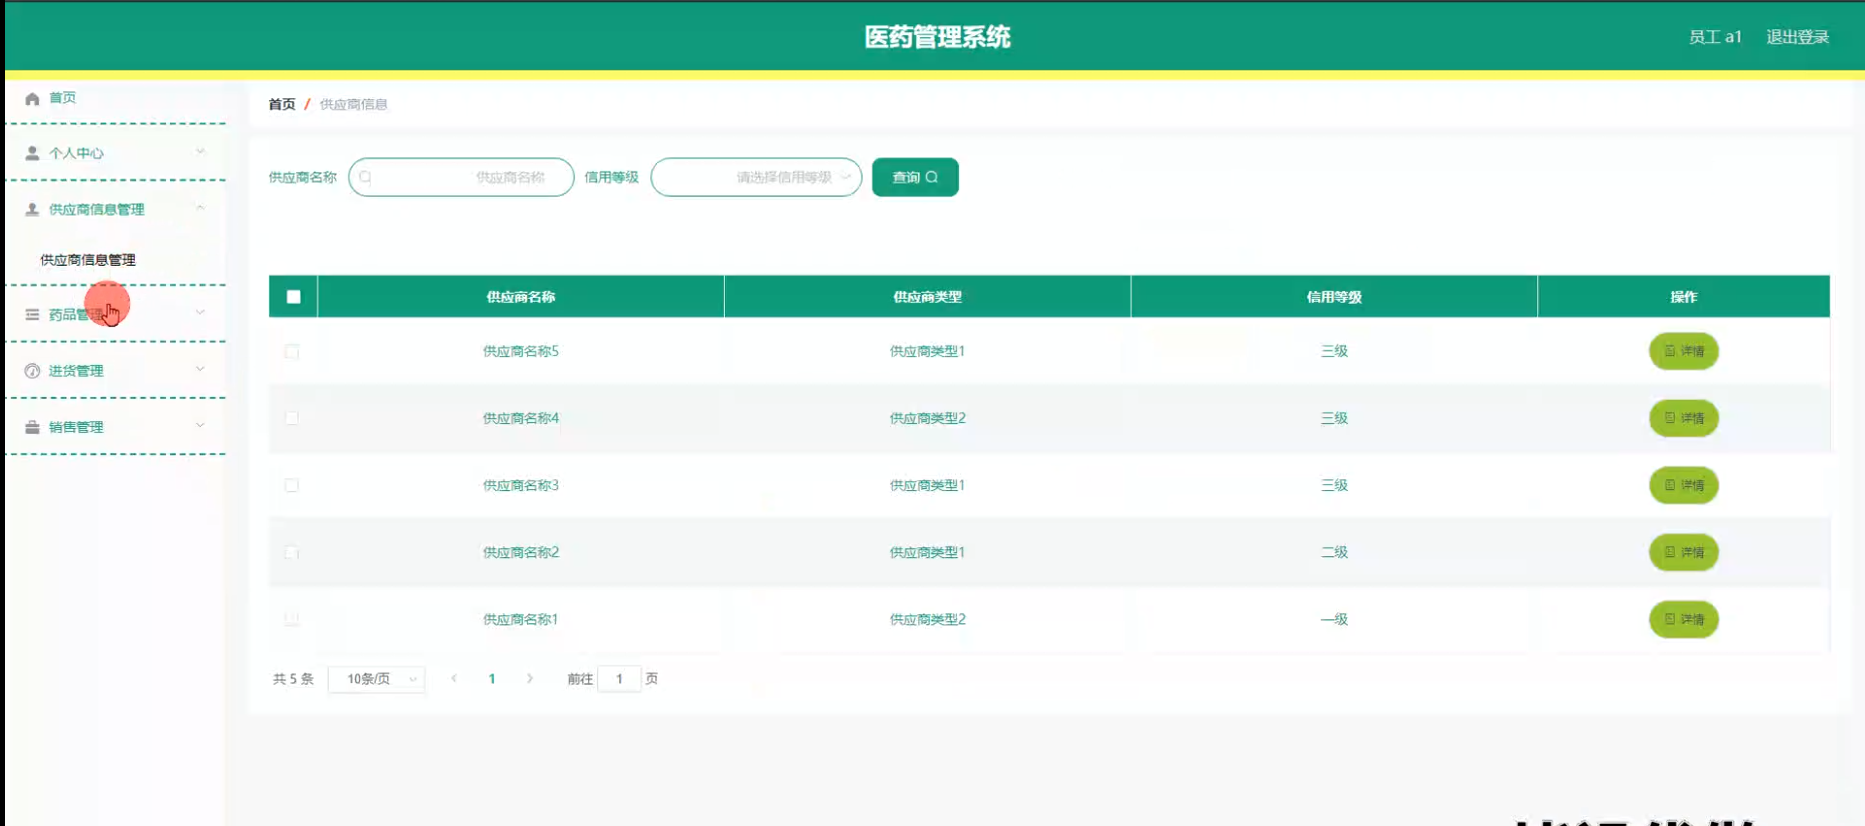 医药管理系统
员工 a1 退出登录
首页
首页 / 供应商信息
个人中心
供应商名称 供应商名称 信用等级 请选择信用等级 查询
供应商信息管理
供应商信息管理
药品管理
进货管理
销售管理
供应商名称 供应商类型 信用等级 操作
供应商名称5 供应商类型1 三级 详情
供应商名称4 供应商类型2 三级 详情
供应商名称3 供应商类型1 三级 详情
供应商名称2 供应商类型1 二级 详情
供应商名称1 供应商类型2 一级 详情
共 5 条 10条/页 1 前往 1 页